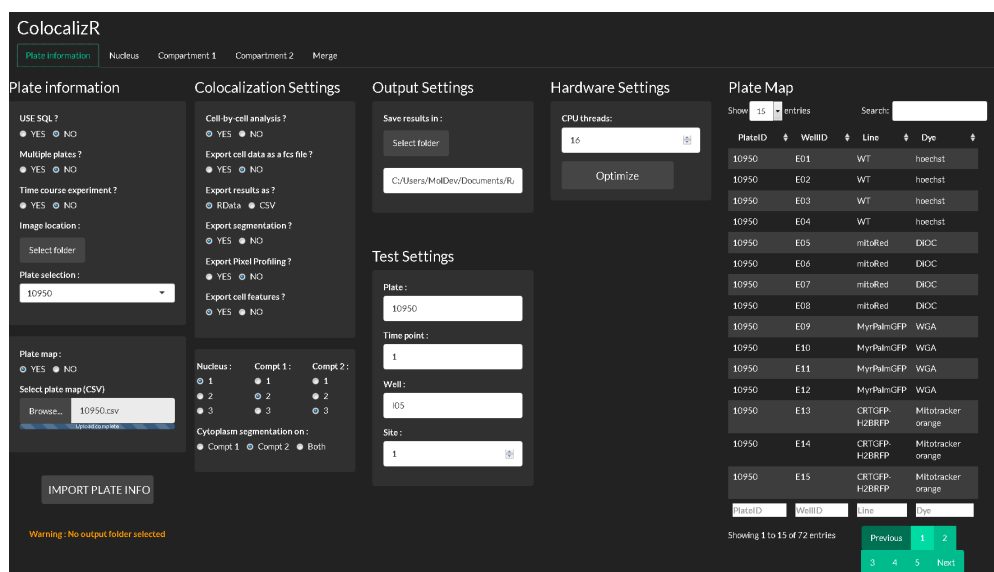 ColocalizR
Plate information Nucleus Compartment 1 Compartment 2 Merge
Plate information
USE SQL ?
YES NO
Multiple plates ?
YES NO
Time course experiment ?
YES NO
Image location :
Select folder
Plate selection :
10950
Plate map :
YES NO
Select plate map (CSV)
Browse... 10950.csv
Upload complete
IMPORT PLATE INFO
Warning : No output folder selected
Colocalization Settings
Cell-by-cell analysis ?
YES NO
Export cell data as a fcs file ?
YES NO
Export results as ?
RData CSV
Export segmentation ?
YES NO
Export Pixel Profiling ?
YES NO
Export cell features ?
YES NO
Nucleus : Compt 1 : Compt 2 :
1 1 1
2 2 2
3 3 3
Cytoplasm segmentation on :
Compt 1 Compt 2 Both
Output Settings
Save results in :
Select folder
C:/Users/MolDev/Documents/R/
Test Settings
Plate :
10950
Time point :
1
Well :
I05
Site :
1
Hardware Settings
CPU threads:
16
Optimize
Plate Map
Show 15 entries Search:
PlateID WellID Line Dye
10950 E01 WT hoechst
10950 E02 WT hoechst
10950 E03 WT hoechst
10950 E04 WT hoechst
10950 E05 mitoRed DiOC
10950 E06 mitoRed DiOC
10950 E07 mitoRed DiOC
10950 E08 mitoRed DiOC
10950 E09 MyrPalmGFP WGA
10950 E10 MyrPalmGFP WGA
10950 E11 MyrPalmGFP WGA
10950 E12 MyrPalmGFP WGA
10950 E13 CRTGFP- Mitotracker
H2BRFP orange
10950 E14 CRTGFP- Mitotracker
H2BRFP orange
10950 E15 CRTGFP- Mitotracker
H2BRFP orange
PlateID WellID Line Dye
Showing 1 to 15 of 72 entries
Previous 1 2
3 4 5 Next